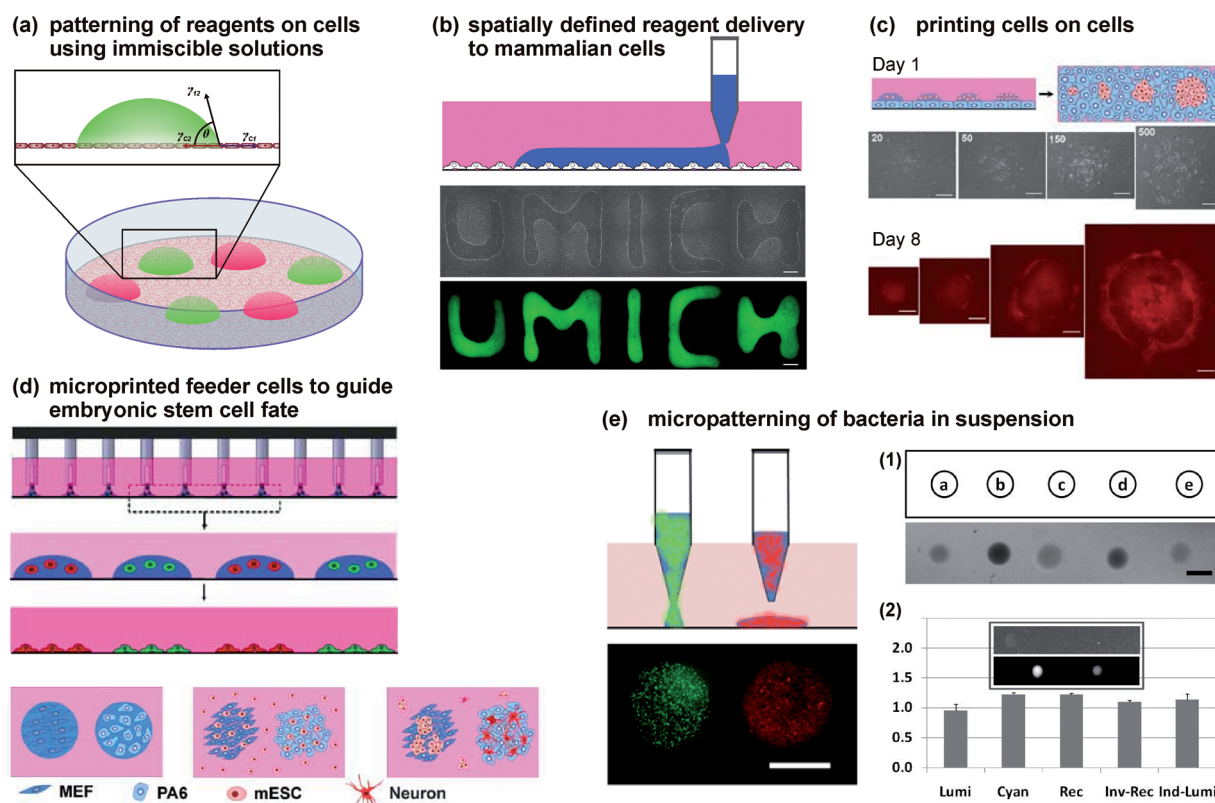 (a) patterning of reagents on cells
using immiscible solutions
γ12
θ
γC2
γC1
(b) spatially defined reagent delivery
to mammalian cells
UMICH
(c) printing cells on cells
Day 1
20
50
150
500
Day 8
(d) microprinted feeder cells to guide
embryonic stem cell fate
MEF PA6 mESC Neuron
(e) micropatterning of bacteria in suspension
(1)
a b c d e
(2)
2.0
1.5
1.0
0.5
0.0
Lumi Cyan Rec Inv-Rec Ind-Lumi